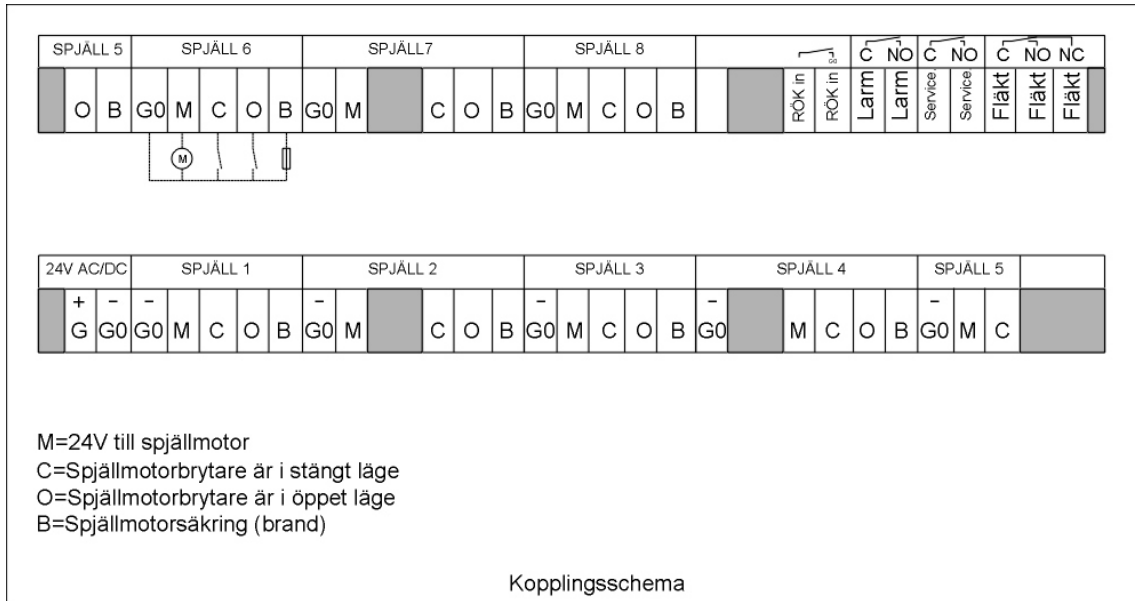 SPJÄLL 5 SPJÄLL 6 SPJÄLL7 SPJÄLL 8 C NO C NO C NO NC
O B G0 M C O B G0 M C O B G0 M C O B RÖK in RÖK in Larm Larm Service Service Fläkt Fläkt Fläkt
M
24V AC/DC SPJÄLL 1 SPJÄLL 2 SPJÄLL 3 SPJÄLL 4 SPJÄLL 5
+ - - - - - -
G G0 G0 M C O B G0 M C O B G0 M C O B G0 M C O B G0 M C
M=24V till spjällmotor
C=Spjällmotorbrytare är i stängt läge
O=Spjällmotorbrytare är i öppet läge
B=Spjällmotorsäkring (brand)
Kopplingsschema